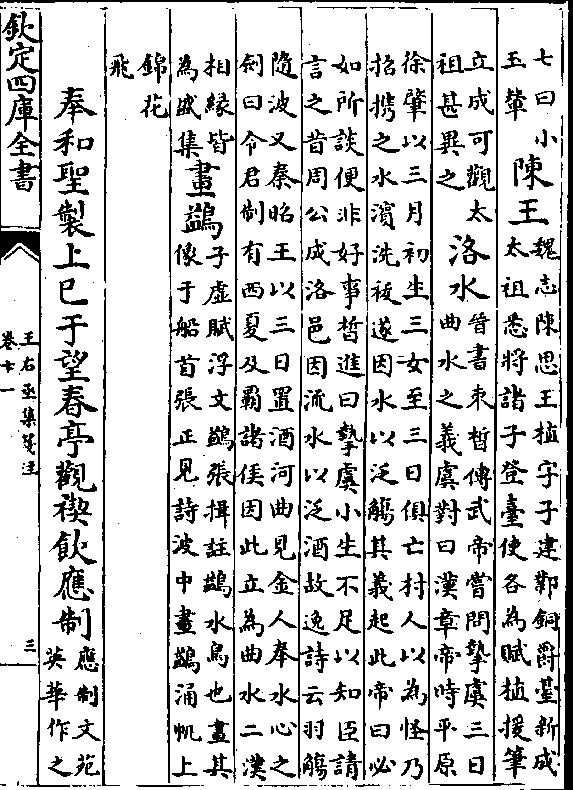 七曰小
玉輦
陳王
魏志陳思王植字子建鄴銅爵臺新成
太祖悉將諸子登臺使各為賦植援筆
立成可觀太
祖甚異之
洛水
晉書束皙傳武帝嘗問摯虞三日
曲水之義虞對曰漢章帝時平原
徐肇以三月初生三女至三日俱亡村人以為怪乃
招携之水濱洗祓遂因水以泛觴其義起此帝曰必
如所談便非好事皙進曰摯虞小生不足以知臣請
言之昔周公成洛邑因流水以泛酒故逸詩云羽觴
隨波又秦昭王以三日置酒河曲見金人奉水心之
劍曰令君制有西夏及霸諸侯因此立為曲水二漢
相緣皆
為盛集
畫鷁
子虛賦浮文鷁張揖註鷁水鳥也畫其
像于船首張正見詩波中畫鷁涌帆上
錦花
飛
奉和聖製上巳于望春亭觀禊飲應制
應制文苑
英華作之
欽定四庫全書
王右丞集箋注
卷十一
三